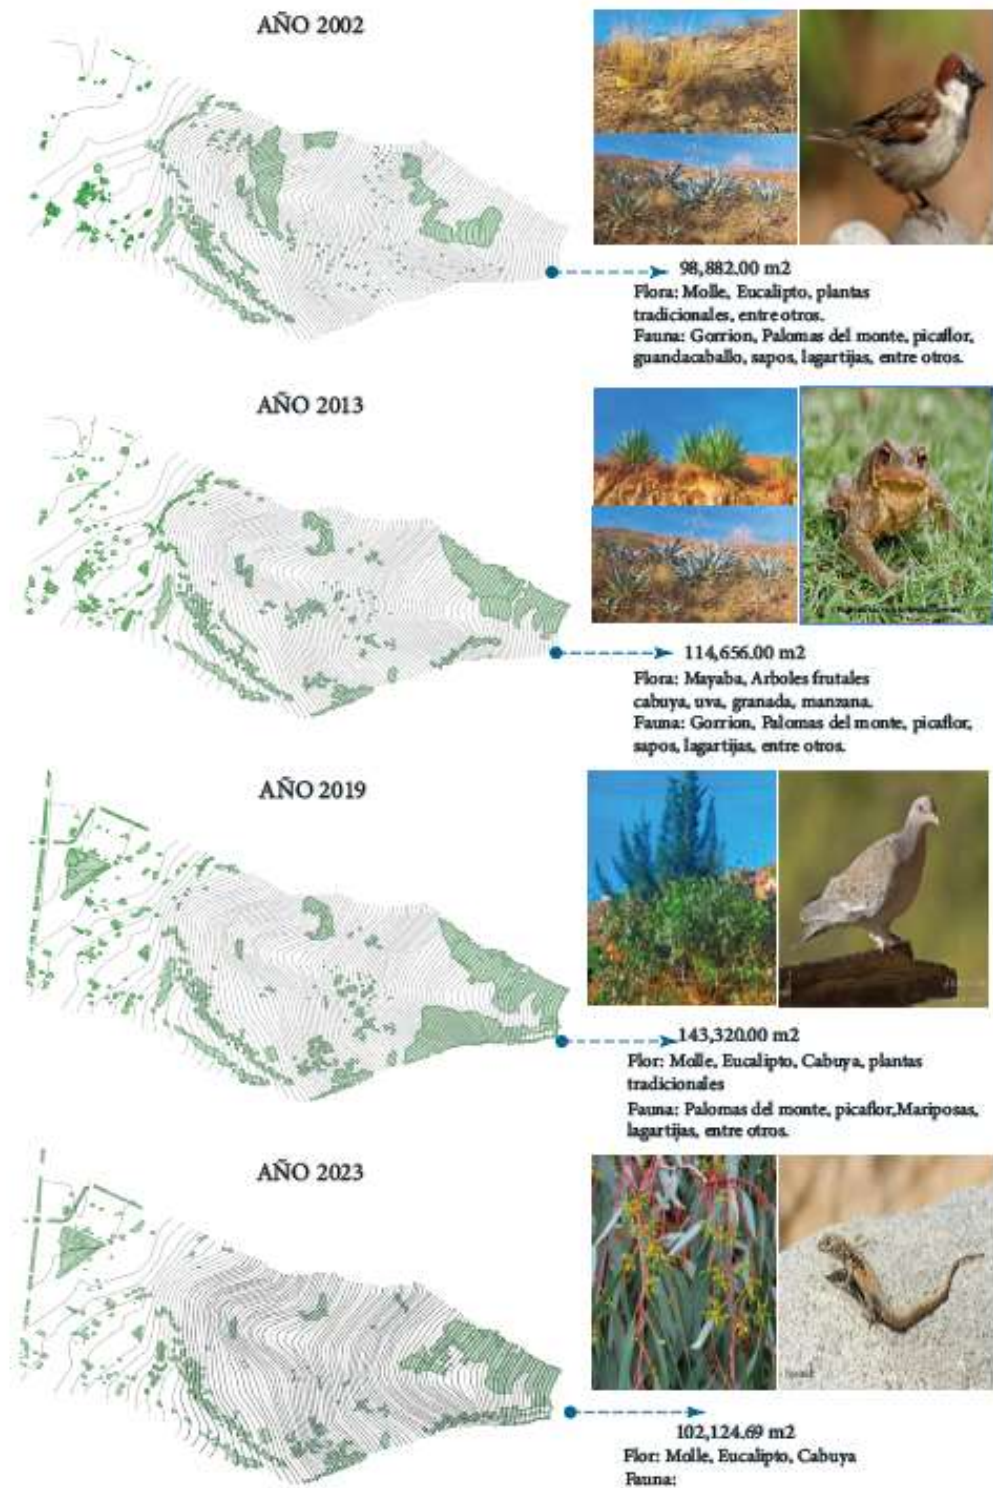 AÑO 2002
98,882.00 m2
Flora: Molle, Eucalipto, plantas
tradicionales, entre otros.
Fauna: Gorrion, Palomas del monte, picaflor,
guandacaballo, sapos, lagartijas, entre otros.
AÑO 2013
114,656.00 m2
Flora: Mayaba, Arboles frutales
cabuya, uva, granada, manzana.
Fauna: Gorrion, Palomas del monte, picaflor,
sapos, lagartijas, entre otros.
AÑO 2019
143,320.00 m2
Flor: Molle, Eucalipto, Cabuya, plantas
tradicionales
Fauna: Palomas del monte, picaflor,Mariposas,
lagartijas, entre otros.
AÑO 2023
102,124.69 m2
Flor: Molle, Eucalipto, Cabuya
Fauna: